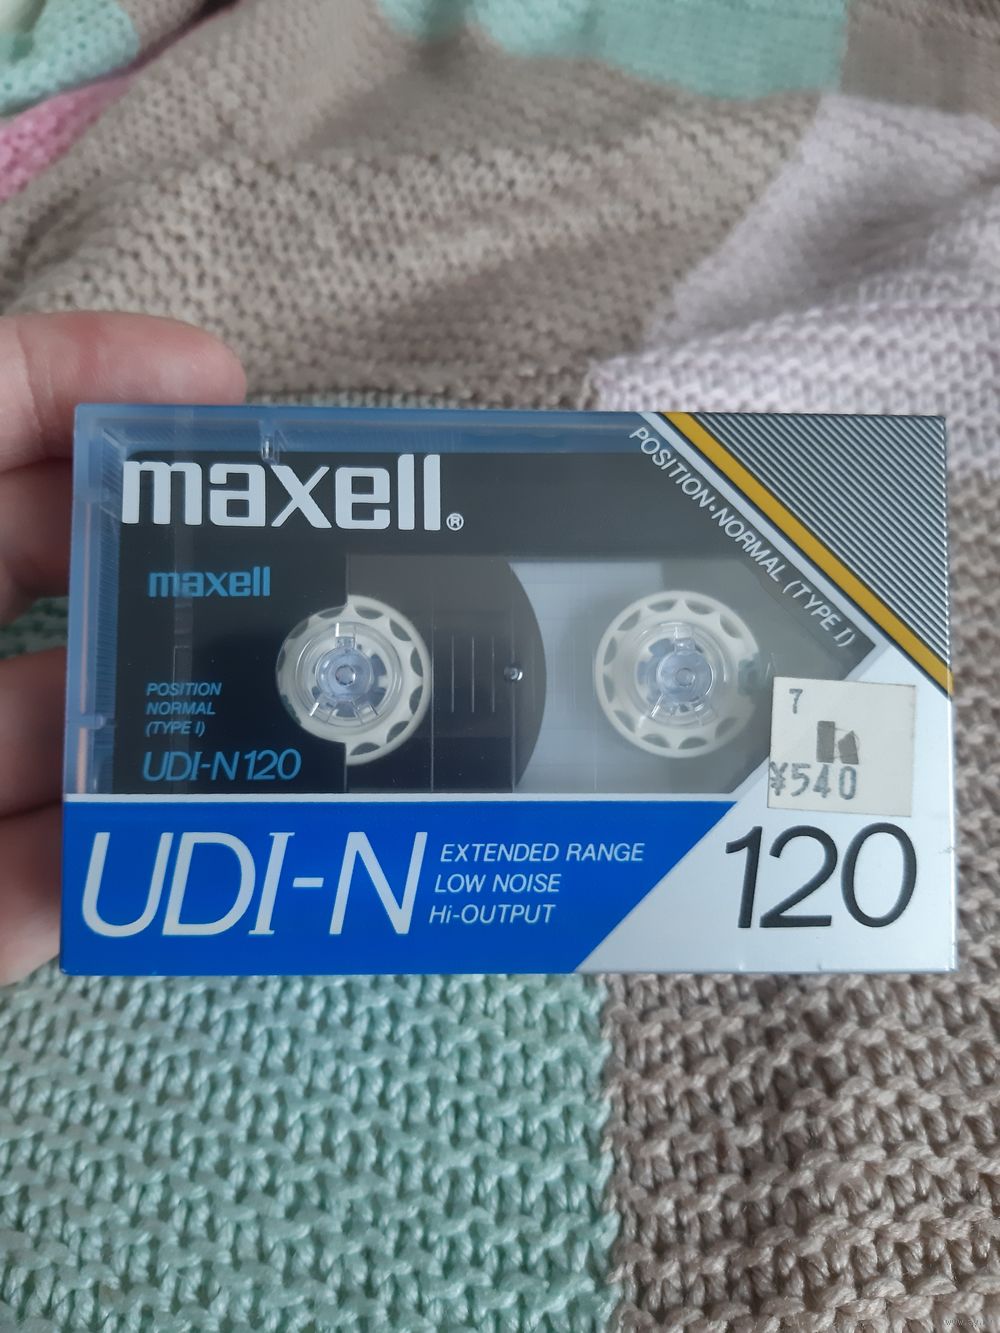 maxell®
POSITION•NORMAL (TYPE I)
maxell
POSITION
NORMAL
(TYPE I)
UDI-N120
7
¥540
UDI-N
EXTENDED RANGE
LOW NOISE
Hi-OUTPUT
120